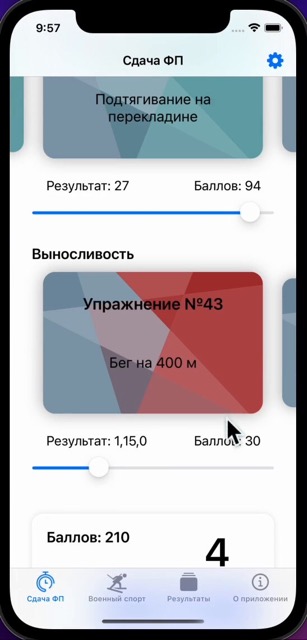 9:57
Сдача ФП
Подтягивание на
перекладине
Результат: 27
Баллов: 94
Выносливость
Упражнение №43
Бег на 400 м
Результат: 1,15,0
Баллов: 30
Баллов: 210
4
Сдача ФП
Военный спорт
Результаты
О приложении